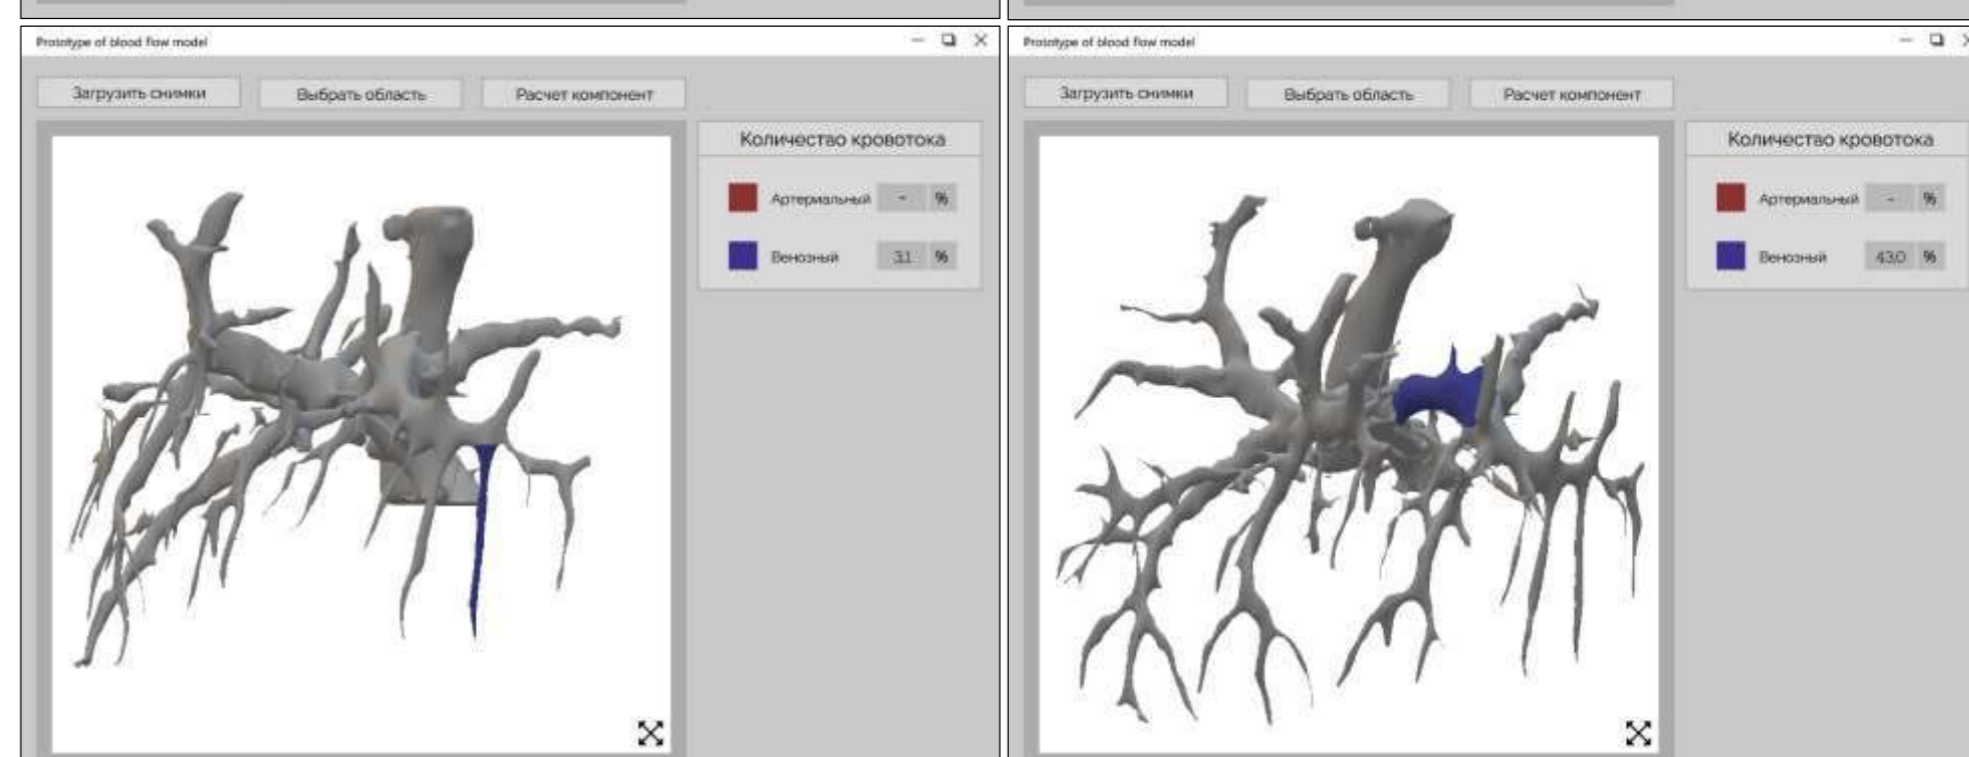 Prototype of blood flow model
Загрузить снимки Выбрать область Расчет компонент
Количество кровотока
Артериальный - %
Венозный 3,1 %
Prototype of blood flow model
Загрузить снимки Выбрать область Расчет компонент
Количество кровотока
Артериальный - %
Венозный 43,0 %